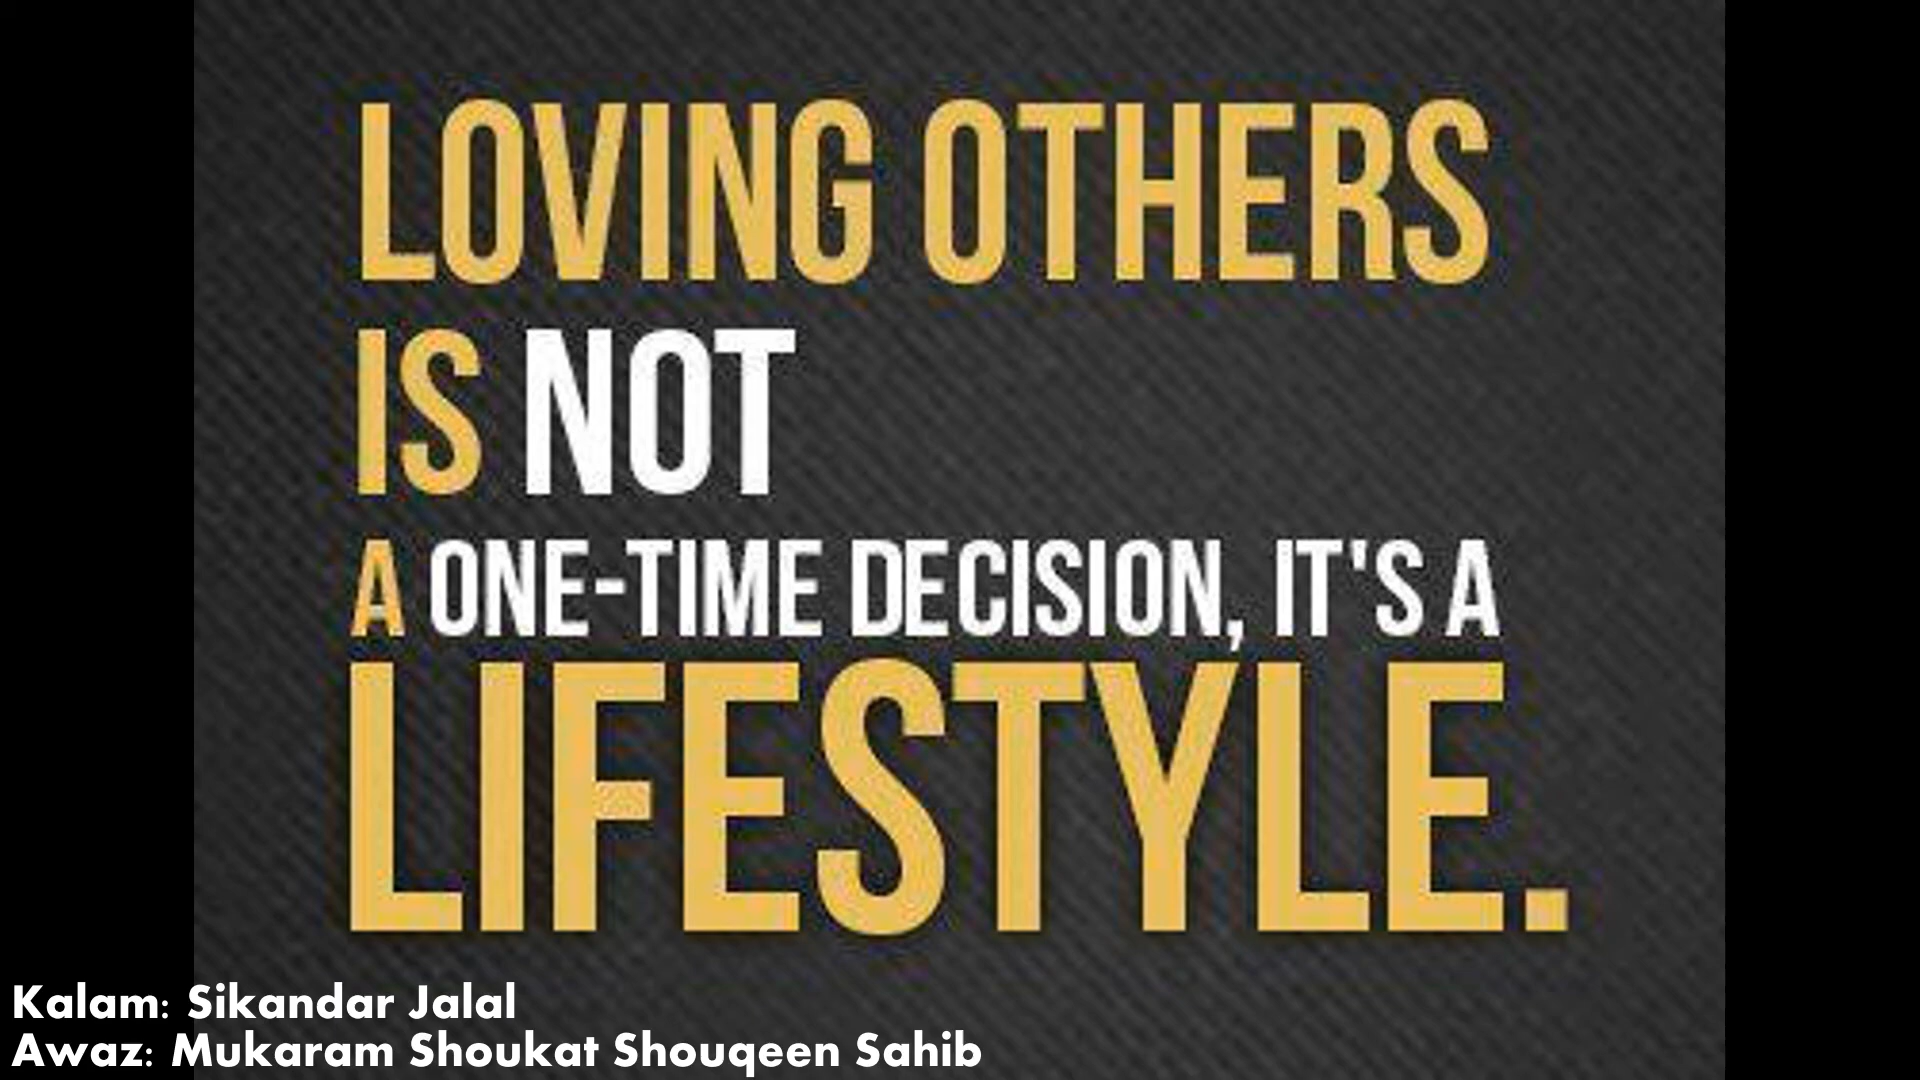 LOVING OTHERS
IS NOT
A ONE-TIME DECISION, IT'S A
LIFESTYLE.
Kalam: Sikandar Jalal
Awaz: Mukaram Shoukat Shouqeen Sahib